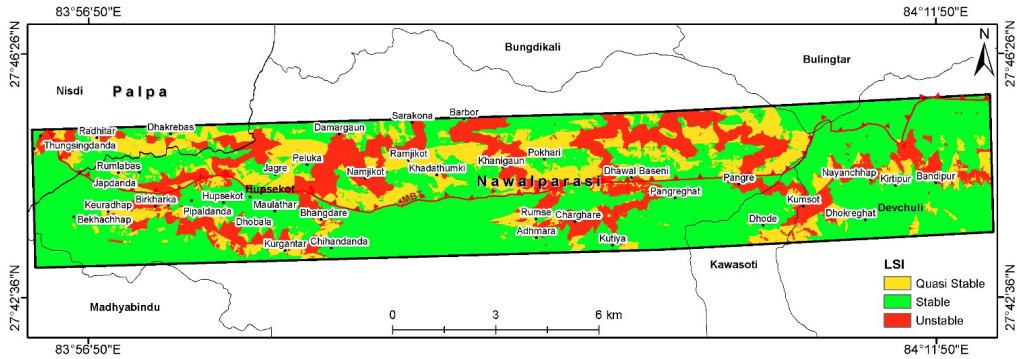 83°56'50"E
84°11'50"E
27°46'26"N
27°46'26"N
N
Bungdikali
Bulingtar
Nisdi
Palpa
Barbor
Sarakona
Damargaun
Radhitar
Dhakrebas
Thungsingdanda
Peluka
Ramjikot
Pokhari
Khanigaun
Rumlabas
Jagre
Namjikot
Khadathumki
Dhawal Baseni
Nayanchhap
Kirtipur
Bandipur
Japdanda
Nawalparasi
Pangre
Hupsekot
Pangreghat
Birkharka
Hupsekot
MBT
Keuradhap
Maulathar
Kumsot
Devchuli
Bekhachhap
Pipaldanda
Bhangdare
Rumse
Charghare
Dhode
Dhokreghat
Dhobala
Adhmara
Kutiya
Kurgantar
Chihandanda
Kawasoti
LSI
Quasi Stable
Stable
Unstable
Madhyabindu
27°42'36"N
27°42'36"N
0 3 6 km
83°56'50"E
84°11'50"E